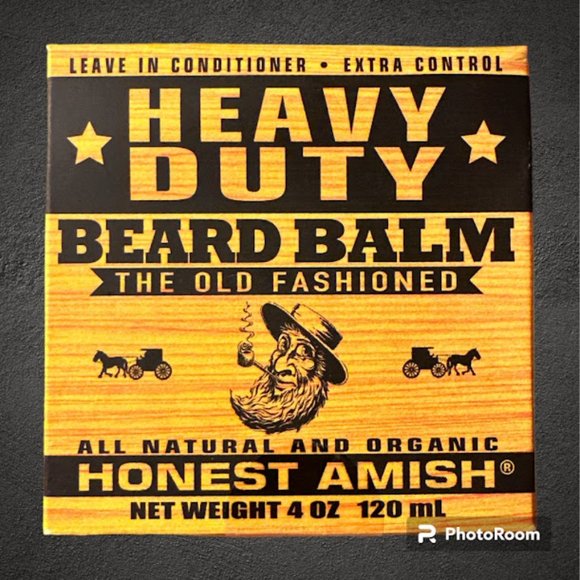 LEAVE IN CONDITIONER • EXTRA CONTROL
HEAVY
DUTY
BEARD BALM
THE OLD FASHIONED
ALL NATURAL AND ORGANIC
HONEST AMISH®
NET WEIGHT 4 OZ 120 mL
PhotoRoom